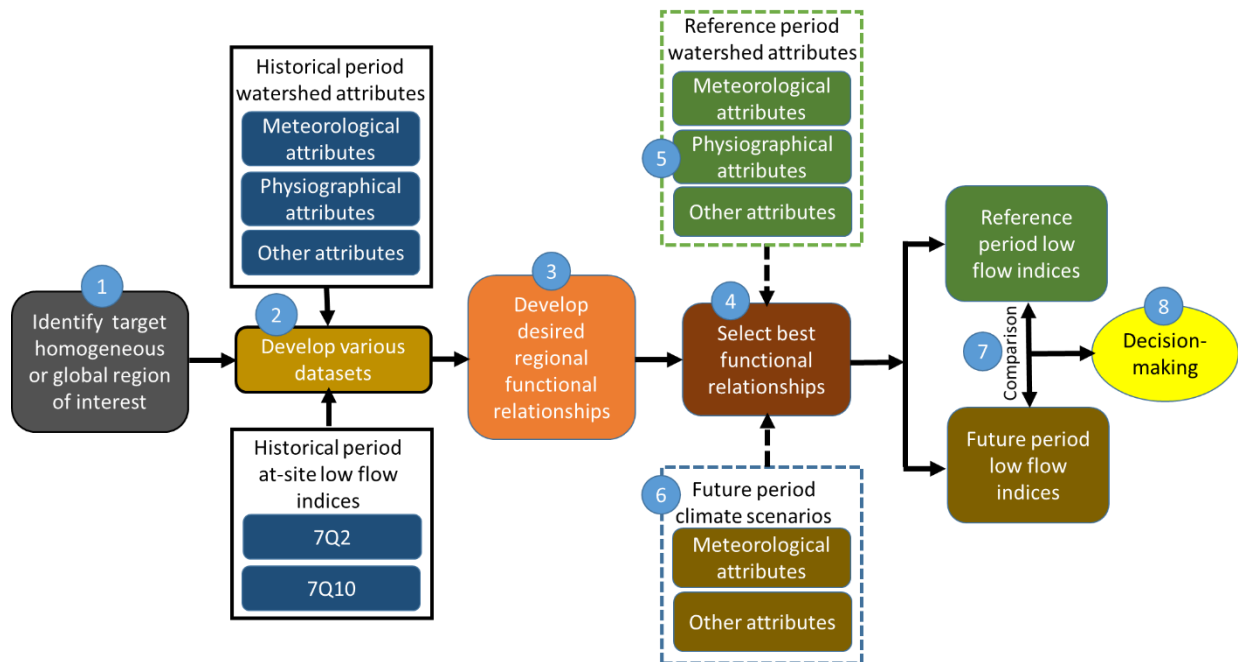 1
Identify target
homogeneous
or global region
of interest
Historical period
watershed attributes
Meteorological
attributes
Physiographical
attributes
Other attributes
2
Develop various
datasets
Historical period
at-site low flow
indices
7Q2
7Q10
3
Develop
desired
regional
functional
relationships
Reference period
watershed attributes
Meteorological
attributes
5
Physiographical
attributes
Other attributes
4
Select best
functional
relationships
6
Future period
climate scenarios
Meteorological
attributes
Other attributes
Reference
period low
flow indices
7
Comparison
Future period
low flow
indices
8
Decision-
making